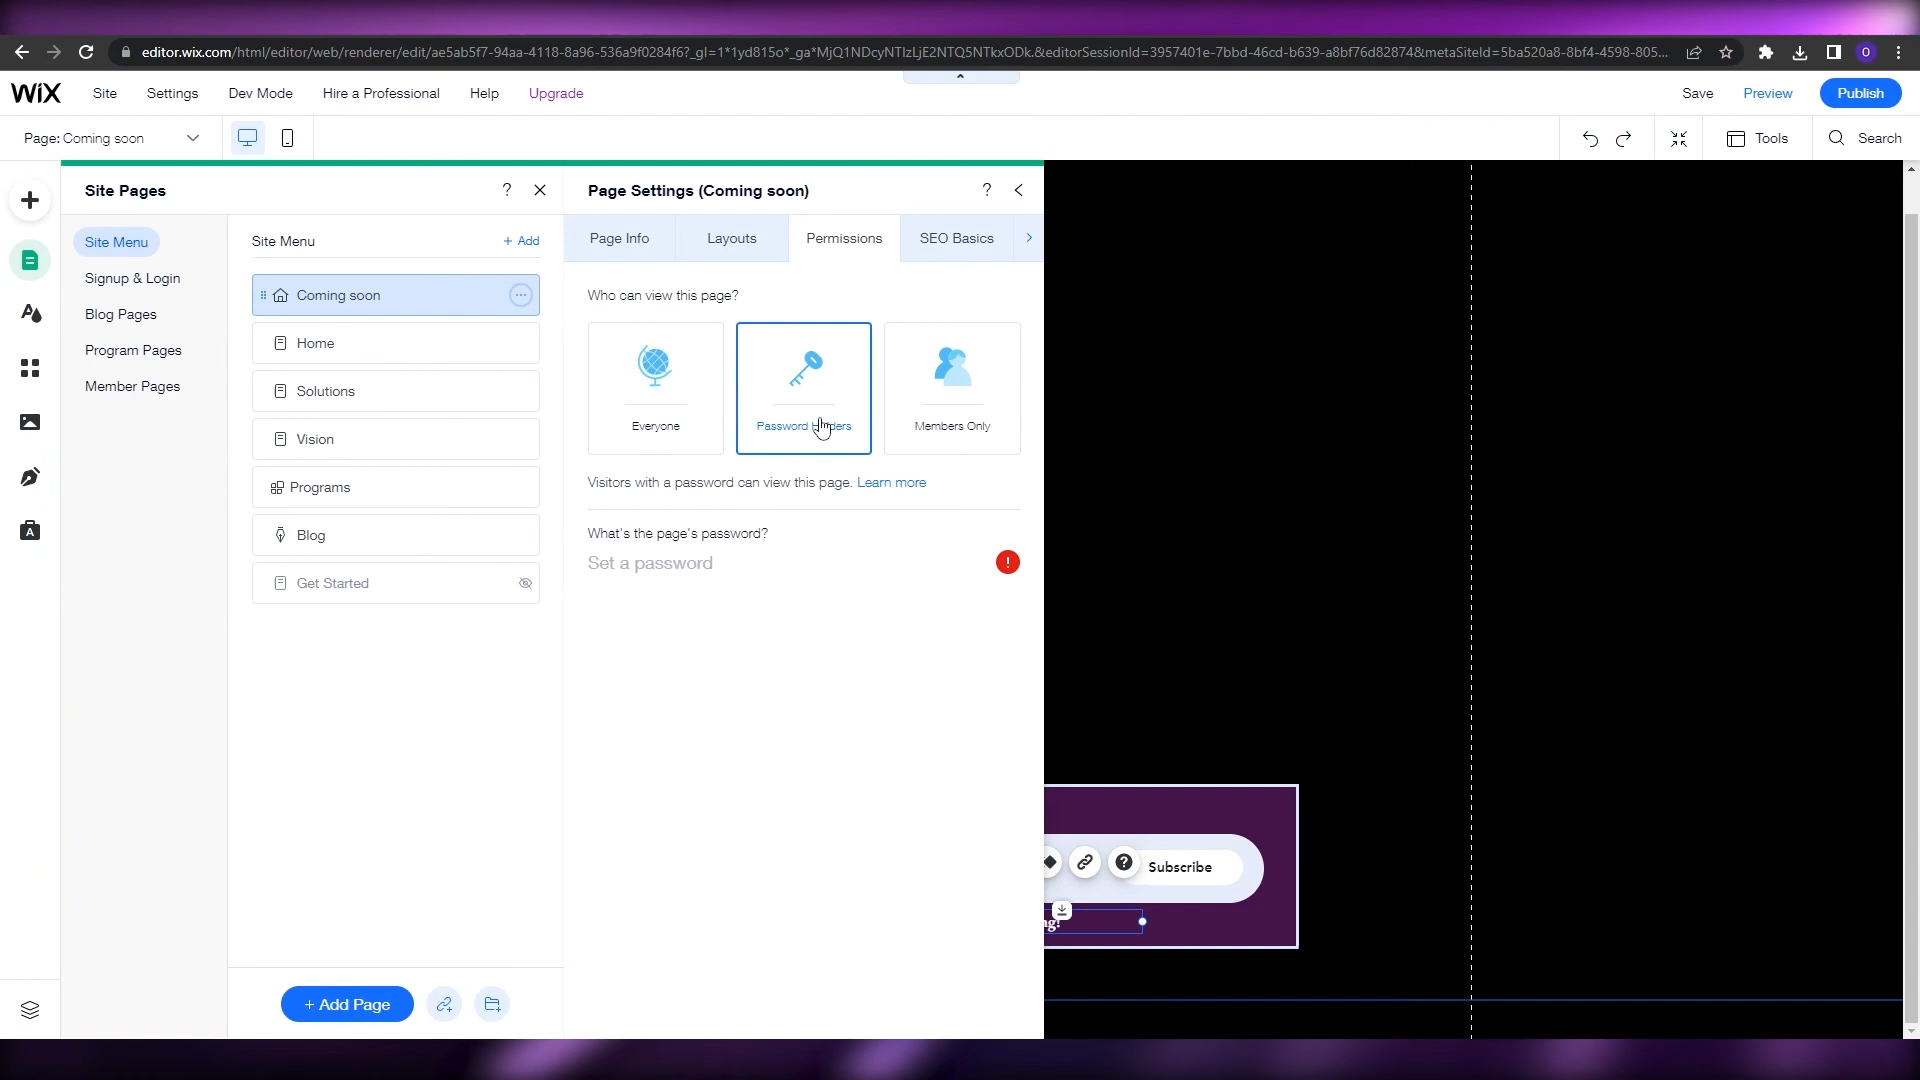 editor.wix.com/html/editor/web/renderer/edit/ae5ab5f7-94aa-4118-8a96-536a9f0284f6?_gl=1*1yd815o*_ga*MjQ1NDcyNTIzLjE2NTQ5NTkxODk.&editorSessionId=3957401e-7bbd-46cd-b639-a8bf76d82874&metaSiteId=5ba520a8-8bf4-4598-805...
O
WiX
Site
Settings
Dev Mode
Hire a Professional
Help
Upgrade
Save
Preview
Publish
Page: Coming soon
Tools
Search
Site Pages
?
Page Settings (Coming soon)
?
Site Menu
Signup & Login
Blog Pages
Program Pages
Member Pages
Site Menu
+ Add
Coming soon
Home
Solutions
Vision
Programs
Blog
Get Started
+ Add Page
Page Info
Layouts
Permissions
SEO Basics
Who can view this page?
Everyone
Password Holders
Members Only
Visitors with a password can view this page. Learn more
What's the page's password?
Set a password
!
?
Subscribe
ng!